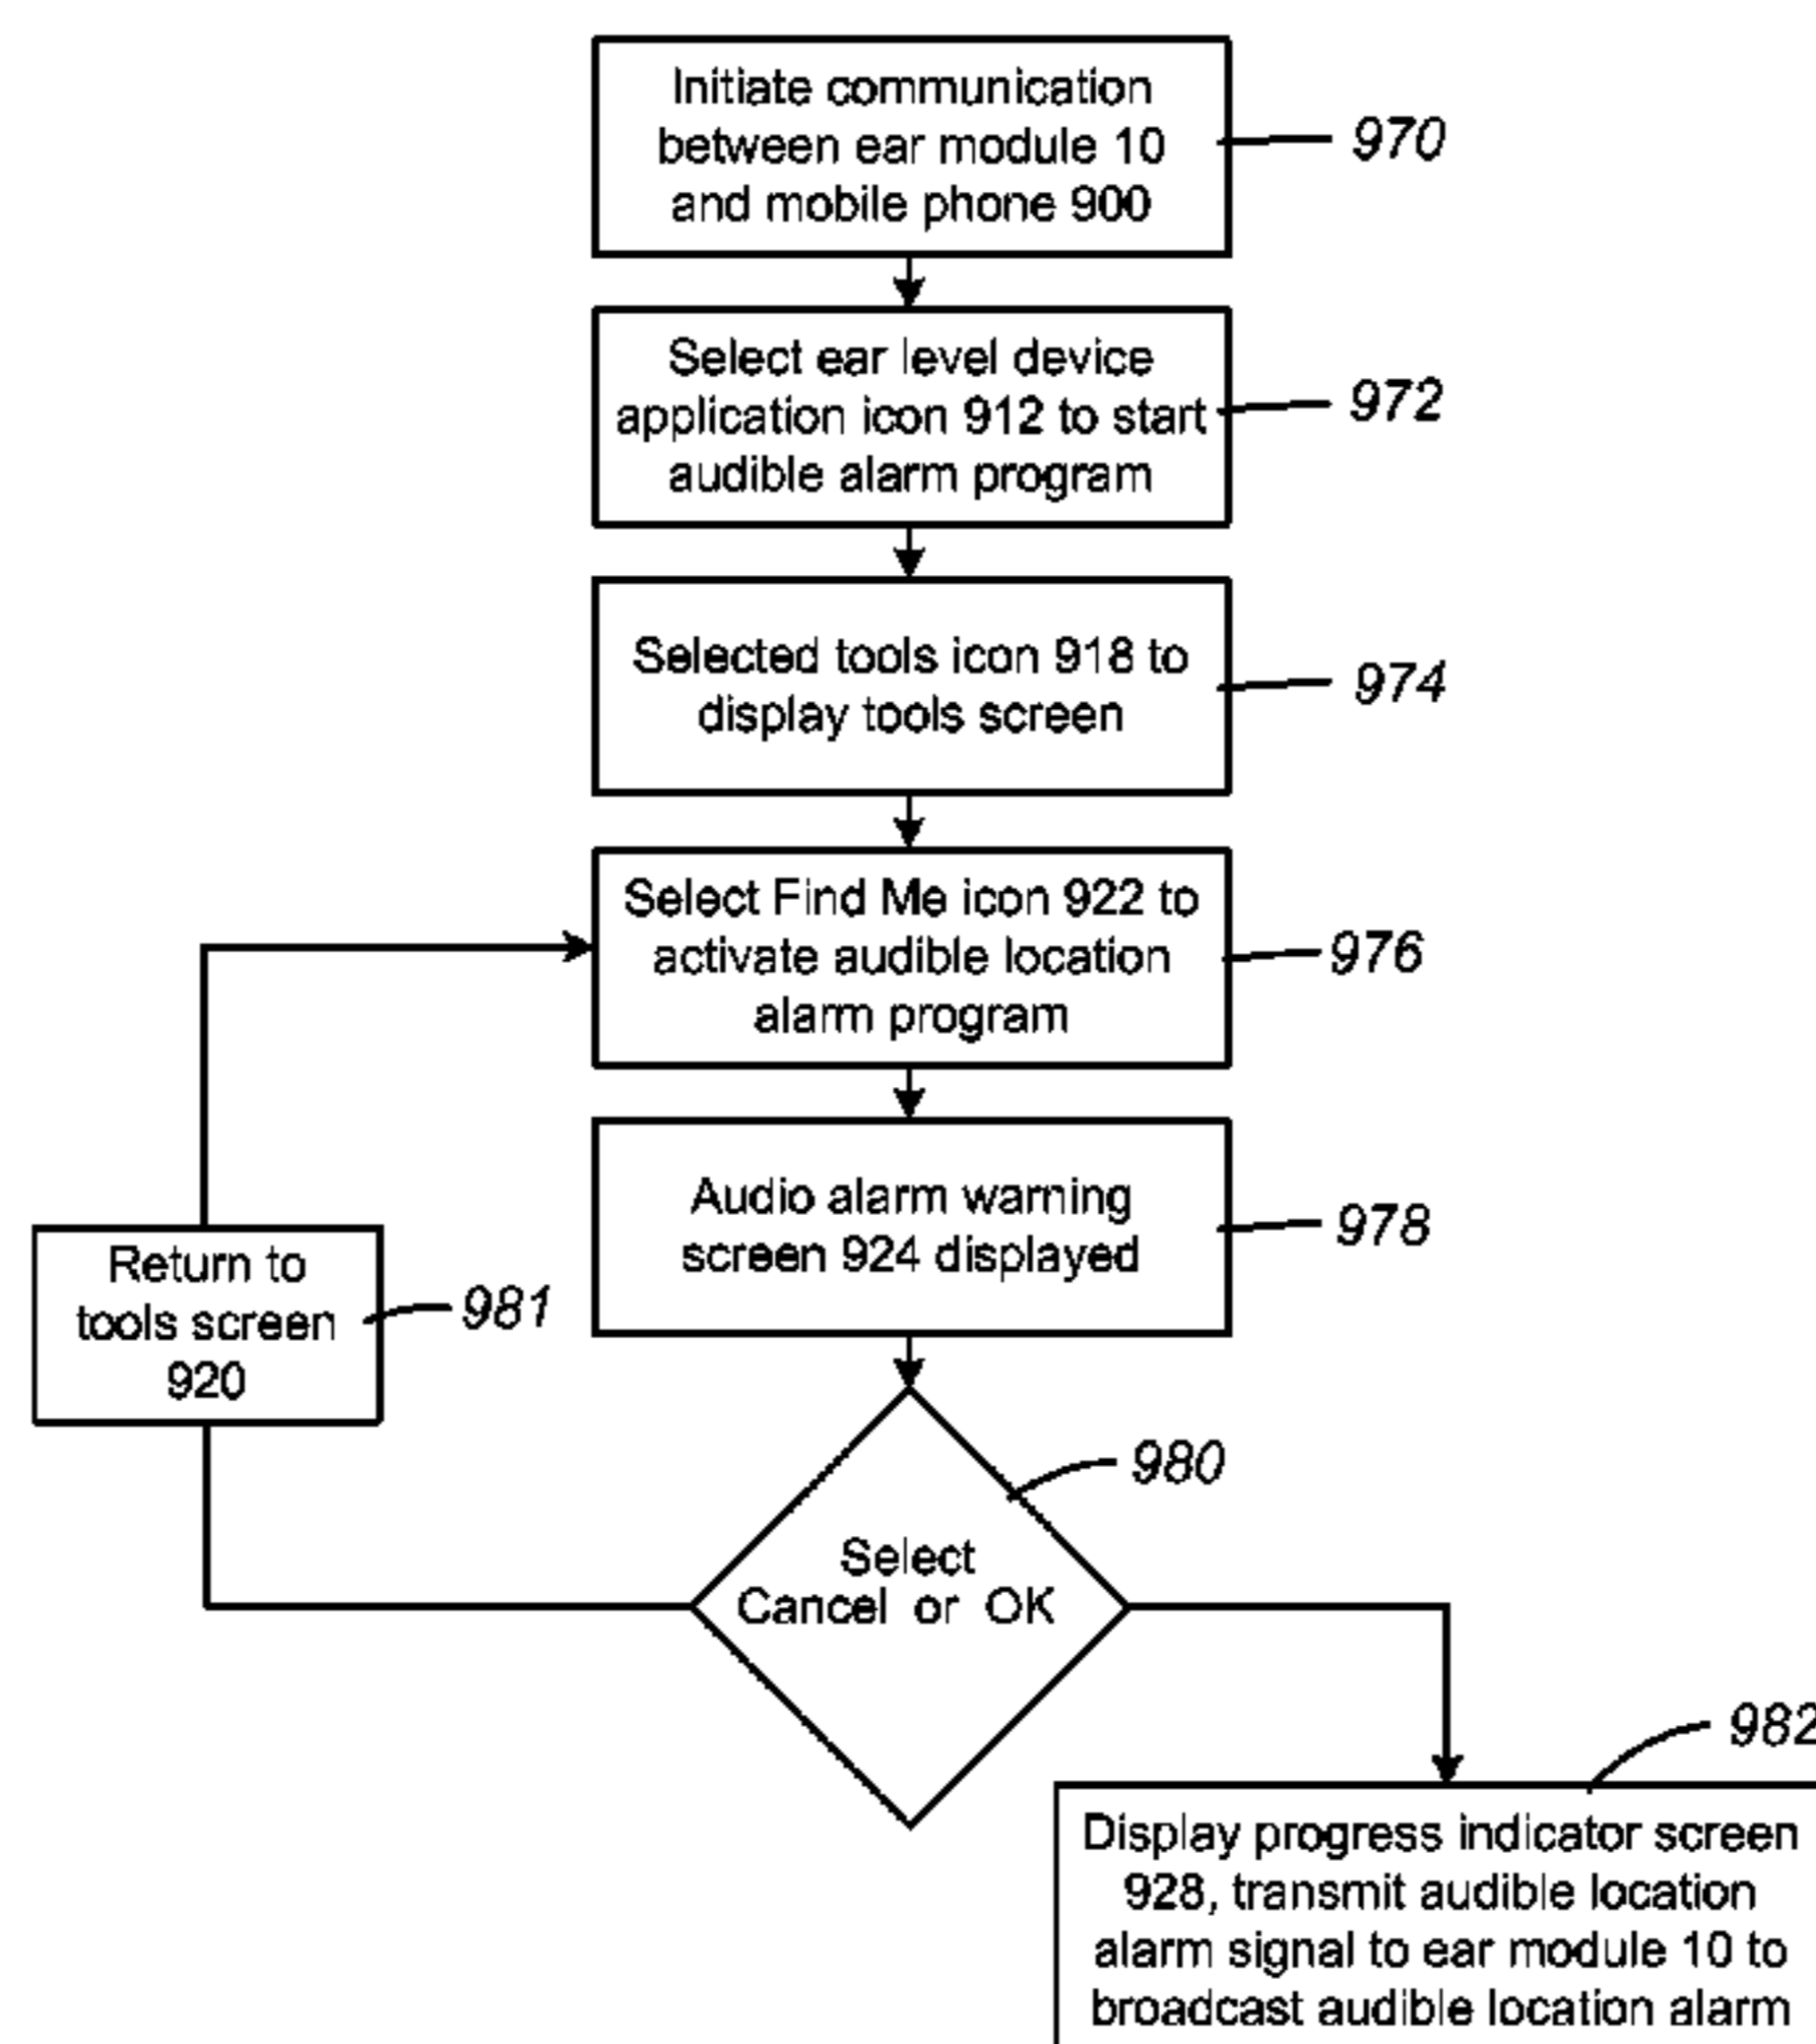 Initiate communication
between ear module 10
and mobile phone 900
970
Select ear level device
application icon 912 to start
audible alarm program
972
Selected tools icon 918 to
display tools screen
974
Select Find Me icon 922 to
activate audible location
alarm program
976
Audio alarm warning
screen 924 displayed
978
Return to
tools screen
920
981
980
Select
Cancel or OK
982
Display progress indicator screen
928, transmit audible location
alarm signal to ear module 10 to
broadcast audible location alarm